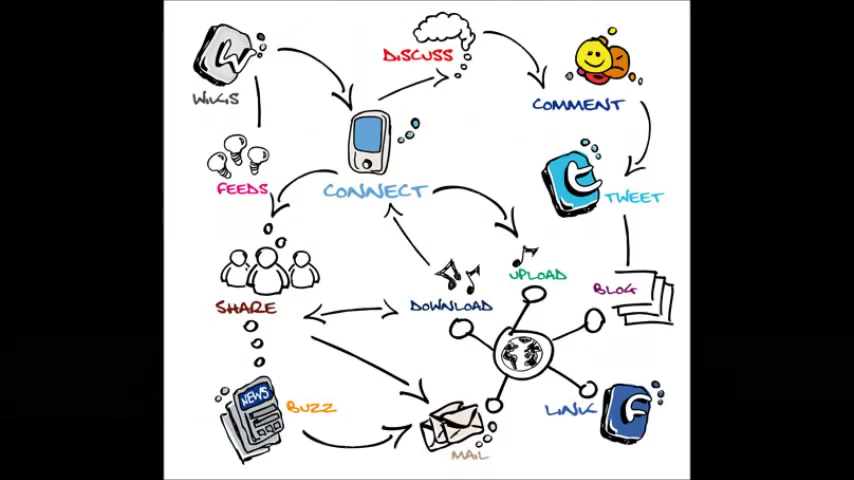 DISCUSS
WIKIS
COMMENT
FEEDS
CONNECT
TWEET
UPLOAD
BLOG
SHARE
DOWNLOAD
NEWS
BUZZ
LINK
MAIL